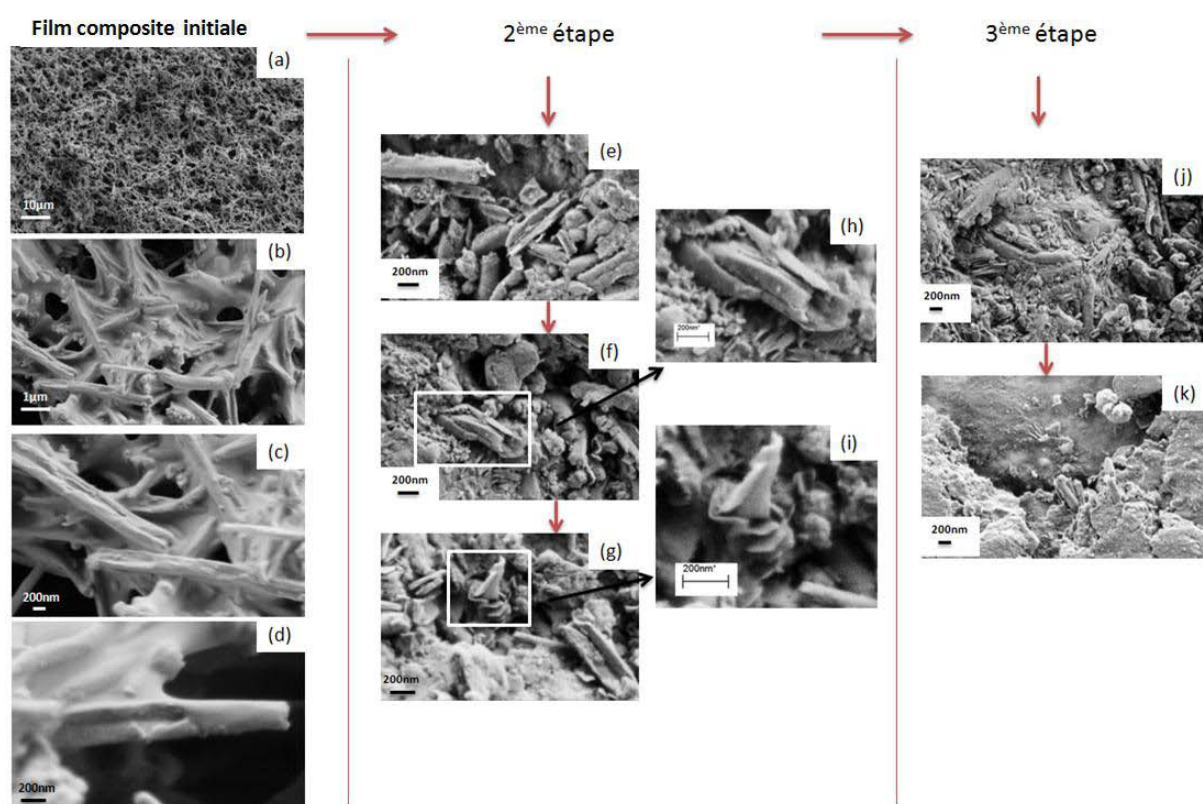 Film composite initiale
2ème étape
3ème étape
(a)
10µm
(b)
1µm
(c)
200nm
(d)
200nm
(e)
200nm
(f)
200nm
(g)
200nm
(h)
200nm*
(i)
200nm*
(j)
200nm
(k)
200nm